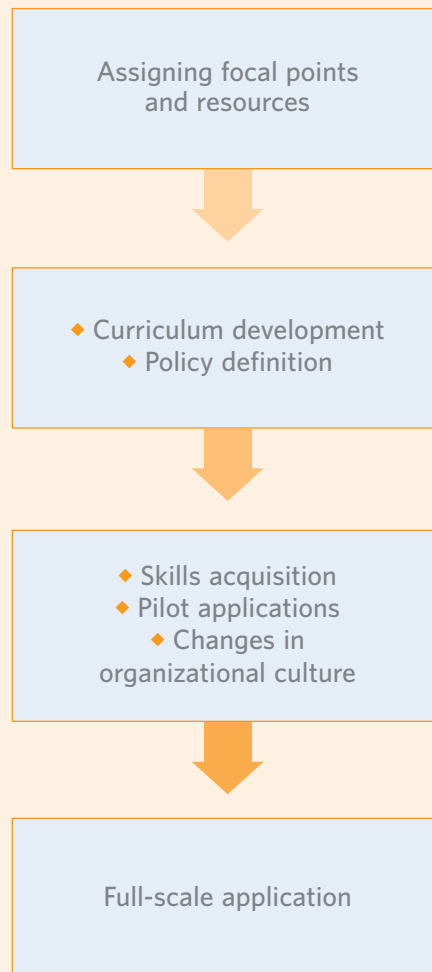 Assigning focal points
and resources
◆ Curriculum development
◆ Policy definition
◆ Skills acquisition
◆ Pilot applications
◆ Changes in
organizational culture
Full-scale application